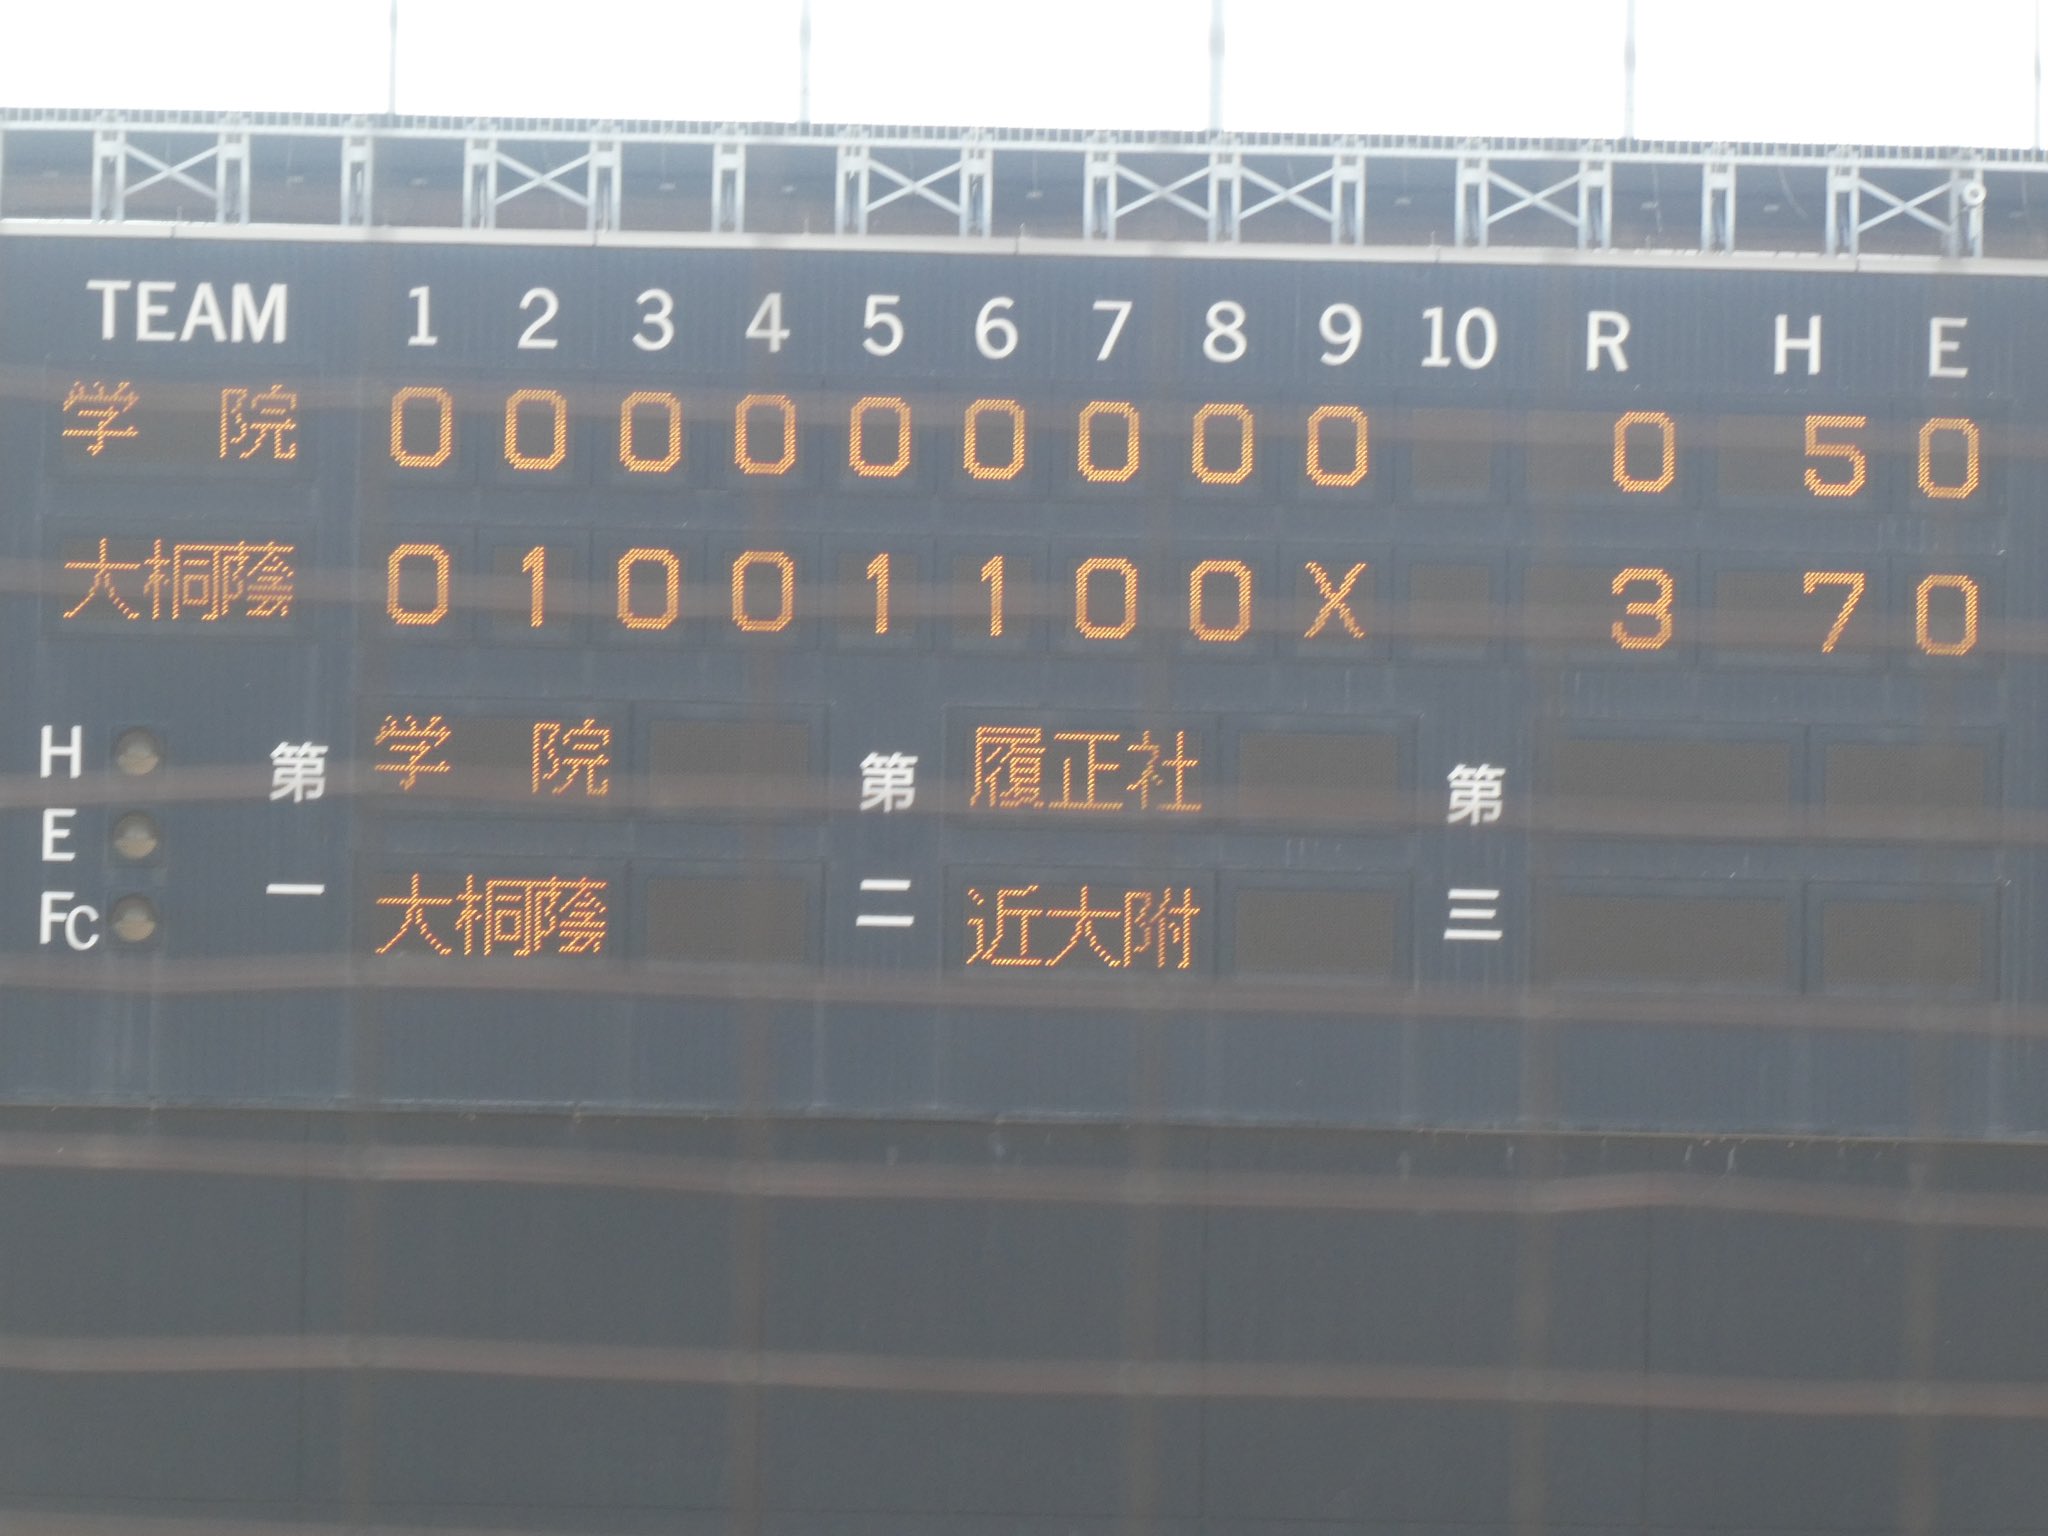 TEAM 1 2 3 4 5 6 7 8 9 10 R H E
学院 0 0 0 0 0 0 0 0 0 0 5 0
大桐蔭 0 1 0 0 1 1 0 0 X 3 7 0
H 第一 学院 第二 履正社 第三
E
Fc 大桐蔭 近大附